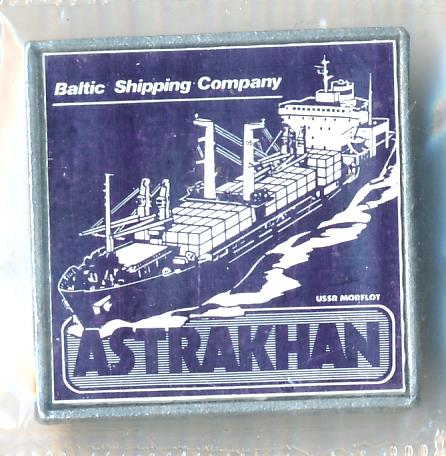 Baltic Shipping Company
USSR MORFLOT
ASTRAKHAN